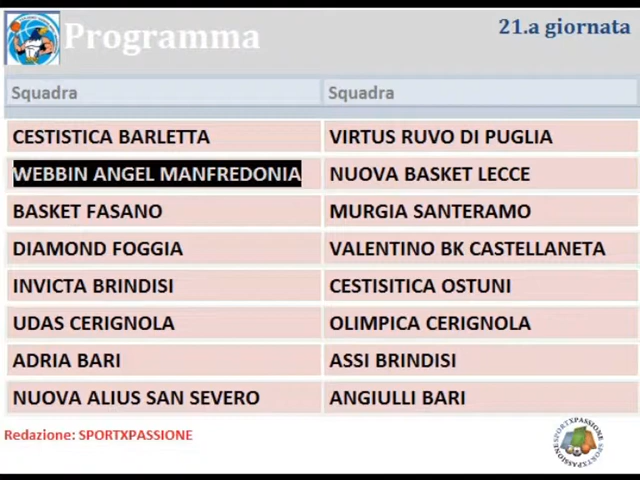 Programma
21.a giornata
Squadra Squadra
CESTISTICA BARLETTA VIRTUS RUVO DI PUGLIA
WEBBIN ANGEL MANFREDONIA NUOVA BASKET LECCE
BASKET FASANO MURGIA SANTERAMO
DIAMOND FOGGIA VALENTINO BK CASTELLANETA
INVICTA BRINDISI CESTISITICA OSTUNI
UDAS CERIGNOLA OLIMPICA CERIGNOLA
ADRIA BARI ASSI BRINDISI
NUOVA ALIUS SAN SEVERO ANGIULLI BARI
Redazione: SPORTXPASSIONE
SPORTXPASSIONE
SPORTXPASSIONE